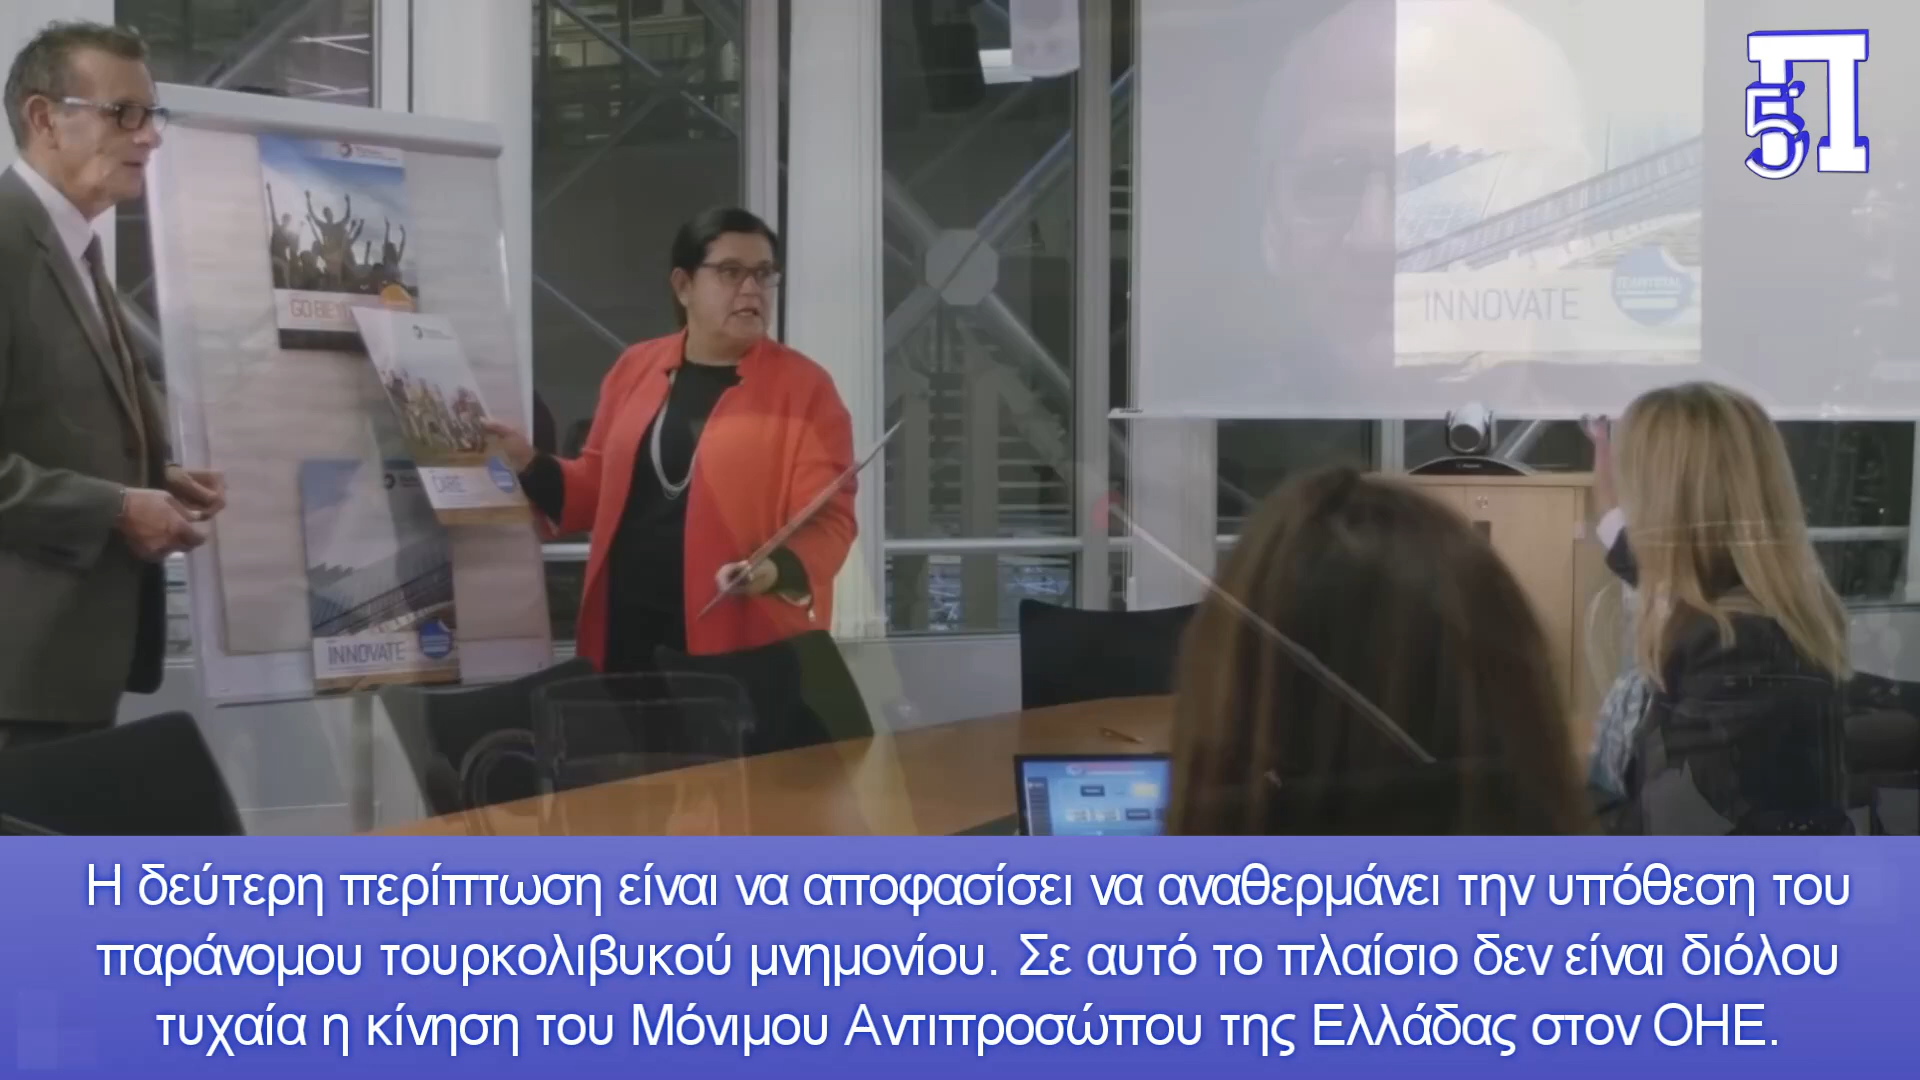 5Π
GO BEYO
CARE
INNOVATE
INNOVATE
Η δεύτερη περίπτωση είναι να αποφασίσει να αναθερμάνει την υπόθεση του
παράνομου τουρκολιβυκού μνημονίου. Σε αυτό το πλαίσιο δεν είναι διόλου
τυχαία η κίνηση του Μόνιμου Αντιπροσώπου της Ελλάδας στον ΟΗΕ.